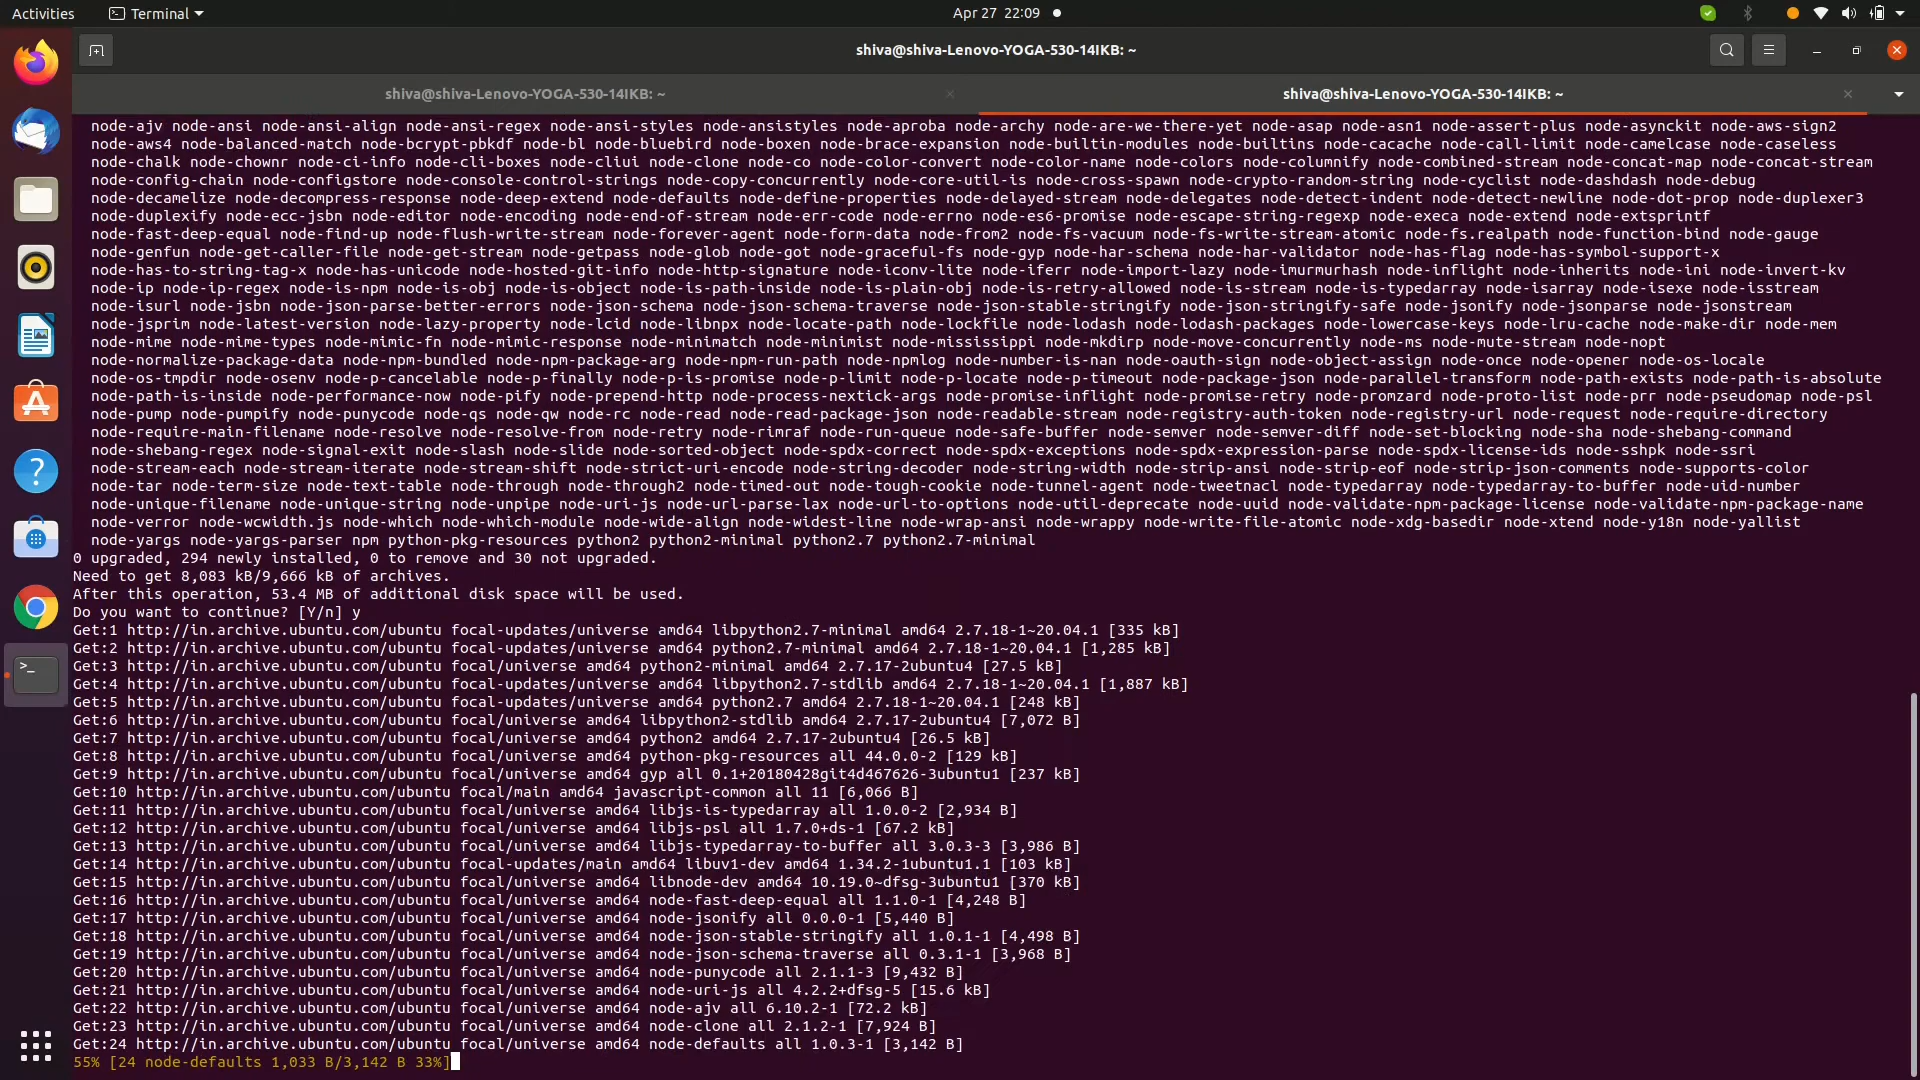 Activities Terminal Apr 27 22:09
shiva@shiva-Lenovo-YOGA-530-14IKB: ~
shiva@shiva-Lenovo-YOGA-530-14IKB: ~ shiva@shiva-Lenovo-YOGA-530-14IKB: ~
node-ajv node-ansi node-ansi-align node-ansi-regex node-ansi-styles node-ansistyles node-aproba node-archy node-are-we-there-yet node-asap node-asn1 node-assert-plus node-asynckit node-aws-sign2
node-aws4 node-balanced-match node-bcrypt-pbkdf node-bl node-bluebird node-boxen node-brace-expansion node-builtin-modules node-builtins node-cacache node-call-limit node-camelcase node-caseless
node-chalk node-chownr node-ci-info node-cli-boxes node-cliui node-clone node-co node-color-convert node-color-name node-colors node-columnify node-combined-stream node-concat-map node-concat-stream
node-config-chain node-configstore node-console-control-strings node-copy-concurrently node-core-util-is node-cross-spawn node-crypto-random-string node-cyclist node-dashdash node-debug
node-decamelize node-decompress-response node-deep-extend node-defaults node-define-properties node-delayed-stream node-delegates node-detect-indent node-detect-newline node-dot-prop node-duplexer3
node-duplexify node-ecc-jsbn node-editor node-encoding node-end-of-stream node-err-code node-errno node-es6-promise node-escape-string-regexp node-execa node-extend node-extsprintf
node-fast-deep-equal node-find-up node-flush-write-stream node-forever-agent node-form-data node-from2 node-fs-vacuum node-fs-write-stream-atomic node-fs.realpath node-function-bind node-gauge
node-genfun node-get-caller-file node-get-stream node-getpass node-glob node-got node-graceful-fs node-gyp node-har-schema node-har-validator node-has-flag node-has-symbol-support-x
node-has-to-string-tag-x node-has-unicode node-hosted-git-info node-http-signature node-iconv-lite node-iferr node-import-lazy node-imurmurhash node-inflight node-inherits node-ini node-invert-kv
node-ip node-ip-regex node-is-npm node-is-obj node-is-object node-is-path-inside node-is-plain-obj node-is-retry-allowed node-is-stream node-is-typedarray node-isarray node-isexe node-isstream
node-isurl node-jsbn node-json-parse-better-errors node-json-schema node-json-schema-traverse node-json-stable-stringify node-json-stringify-safe node-jsonify node-jsonparse node-jsonstream
node-jsprim node-latest-version node-lazy-property node-lcid node-libnpx node-locate-path node-lockfile node-lodash node-lodash-packages node-lowercase-keys node-lru-cache node-make-dir node-mem
node-mime node-mime-types node-mimic-fn node-mimic-response node-minimatch node-minimist node-mississippi node-mkdirp node-move-concurrently node-ms node-mute-stream node-nopt
node-normalize-package-data node-npm-bundled node-npm-package-arg node-npm-run-path node-npmlog node-number-is-nan node-oauth-sign node-object-assign node-once node-opener node-os-locale
node-os-tmpdir node-osenv node-p-cancelable node-p-finally node-p-is-promise node-p-limit node-p-locate node-p-timeout node-package-json node-parallel-transform node-path-exists node-path-is-absolute
node-path-is-inside node-performance-now node-pify node-prepend-http node-process-nextick-args node-promise-inflight node-promise-retry node-promzard node-proto-list node-prr node-pseudomap node-psl
node-pump node-pumpify node-punycode node-qs node-qw node-rc node-read node-read-package-json node-readable-stream node-registry-auth-token node-registry-url node-request node-require-directory
node-require-main-filename node-resolve node-resolve-from node-retry node-rimraf node-run-queue node-safe-buffer node-semver node-semver-diff node-set-blocking node-sha node-shebang-command
node-shebang-regex node-signal-exit node-slash node-slide node-sorted-object node-spdx-correct node-spdx-exceptions node-spdx-expression-parse node-spdx-license-ids node-sshpk node-ssri
node-stream-each node-stream-iterate node-stream-shift node-strict-uri-encode node-string-decoder node-string-width node-strip-ansi node-strip-eof node-strip-json-comments node-supports-color
node-tar node-term-size node-text-table node-through node-through2 node-timed-out node-tough-cookie node-tunnel-agent node-tweetnacl node-typedarray node-typedarray-to-buffer node-uid-number
node-unique-filename node-unique-string node-unpipe node-uri-js node-url-parse-lax node-url-to-options node-util-deprecate node-uuid node-validate-npm-package-license node-validate-npm-package-name
node-verror node-wcwidth.js node-which node-which-module node-wide-align node-widest-line node-wrap-ansi node-wrappy node-write-file-atomic node-xdg-basedir node-xtend node-y18n node-yallist
node-yargs node-yargs-parser npm python-pkg-resources python2 python2-minimal python2.7 python2.7-minimal
0 upgraded, 294 newly installed, 0 to remove and 30 not upgraded.
Need to get 8,083 kB/9,666 kB of archives.
After this operation, 53.4 MB of additional disk space will be used.
Do you want to continue? [Y/n] y
Get:1 http://in.archive.ubuntu.com/ubuntu focal-updates/universe amd64 libpython2.7-minimal amd64 2.7.18-1~20.04.1 [335 kB]
Get:2 http://in.archive.ubuntu.com/ubuntu focal-updates/universe amd64 python2.7-minimal amd64 2.7.18-1~20.04.1 [1,285 kB]
Get:3 http://in.archive.ubuntu.com/ubuntu focal/universe amd64 python2-minimal amd64 2.7.17-2ubuntu4 [27.5 kB]
Get:4 http://in.archive.ubuntu.com/ubuntu focal-updates/universe amd64 libpython2.7-stdlib amd64 2.7.18-1~20.04.1 [1,887 kB]
Get:5 http://in.archive.ubuntu.com/ubuntu focal-updates/universe amd64 python2.7 amd64 2.7.18-1~20.04.1 [248 kB]
Get:6 http://in.archive.ubuntu.com/ubuntu focal/universe amd64 libpython2-stdlib amd64 2.7.17-2ubuntu4 [7,072 B]
Get:7 http://in.archive.ubuntu.com/ubuntu focal/universe amd64 python2 amd64 2.7.17-2ubuntu4 [26.5 kB]
Get:8 http://in.archive.ubuntu.com/ubuntu focal/universe amd64 python-pkg-resources all 44.0.0-2 [129 kB]
Get:9 http://in.archive.ubuntu.com/ubuntu focal/universe amd64 gyp all 0.1+20180428git4d467626-3ubuntu1 [237 kB]
Get:10 http://in.archive.ubuntu.com/ubuntu focal/main amd64 javascript-common all 11 [6,066 B]
Get:11 http://in.archive.ubuntu.com/ubuntu focal/universe amd64 libjs-is-typedarray all 1.0.0-2 [2,934 B]
Get:12 http://in.archive.ubuntu.com/ubuntu focal/universe amd64 libjs-psl all 1.7.0+ds-1 [67.2 kB]
Get:13 http://in.archive.ubuntu.com/ubuntu focal/universe amd64 libjs-typedarray-to-buffer all 3.0.3-3 [3,986 B]
Get:14 http://in.archive.ubuntu.com/ubuntu focal-updates/main amd64 libuv1-dev amd64 1.34.2-1ubuntu1.1 [103 kB]
Get:15 http://in.archive.ubuntu.com/ubuntu focal/universe amd64 libnode-dev amd64 10.19.0~dfsg-3ubuntu1 [370 kB]
Get:16 http://in.archive.ubuntu.com/ubuntu focal/universe amd64 node-fast-deep-equal all 1.1.0-1 [4,248 B]
Get:17 http://in.archive.ubuntu.com/ubuntu focal/universe amd64 node-jsonify all 0.0.0-1 [5,440 B]
Get:18 http://in.archive.ubuntu.com/ubuntu focal/universe amd64 node-json-stable-stringify all 1.0.1-1 [4,498 B]
Get:19 http://in.archive.ubuntu.com/ubuntu focal/universe amd64 node-json-schema-traverse all 0.3.1-1 [3,968 B]
Get:20 http://in.archive.ubuntu.com/ubuntu focal/universe amd64 node-punycode all 2.1.1-3 [9,432 B]
Get:21 http://in.archive.ubuntu.com/ubuntu focal/universe amd64 node-uri-js all 4.2.2+dfsg-5 [15.6 kB]
Get:22 http://in.archive.ubuntu.com/ubuntu focal/universe amd64 node-ajv all 6.10.2-1 [72.2 kB]
Get:23 http://in.archive.ubuntu.com/ubuntu focal/universe amd64 node-clone all 2.1.2-1 [7,924 B]
Get:24 http://in.archive.ubuntu.com/ubuntu focal/universe amd64 node-defaults all 1.0.3-1 [3,142 B]
55% [24 node-defaults 1,033 B/3,142 B 33%]